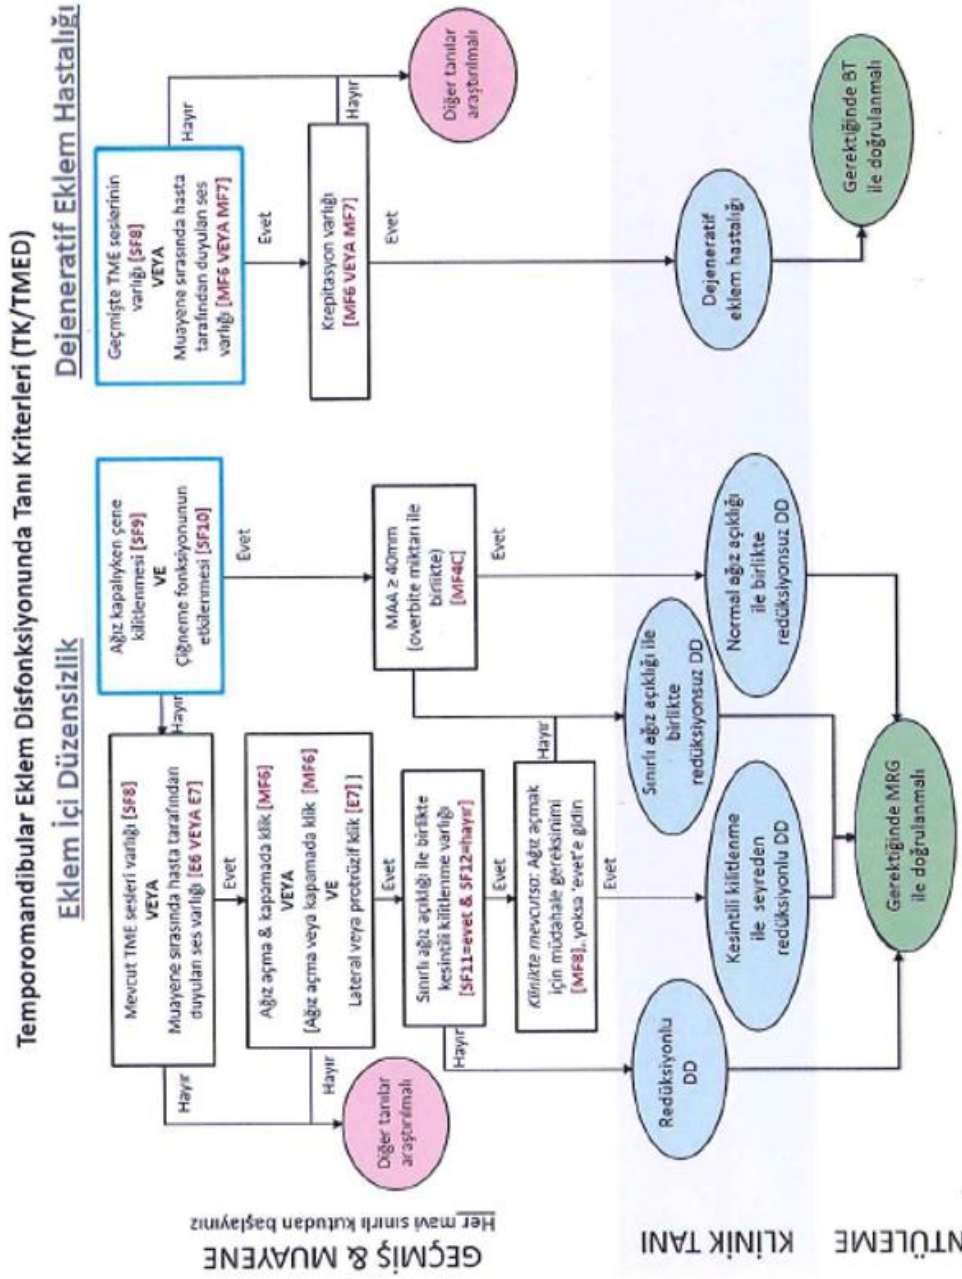 Temporomandibular Eklem Disfonksiyonunda Tanı Kriterleri (TK/TMED)
Eklem İçi Düzensizlik
Dejeneratif Eklem Hastalığı
GEÇMİŞ & MUAYENE
Her mavi sınırlı kutudan başlayınız
Ağız kapalıyken çene
kilitlenmesi [SF9]
VE
Çiğneme fonksiyonunun
etkilenmesi [SF10]
Hayır
Evet
Mevcut TME sesleri varlığı [SF8]
VEYA
Muayene sırasında hasta tarafından
duyulan ses varlığı [E6 VEYA E7]
Hayır
Evet
Ağız açma & kapamada klik [MF6]
VEYA
(Ağız açma veya kapamada klik [MF6]
VE
Lateral veya protrüzif klik [E7]
Hayır
Evet
Diğer tanılar
araştırılmalı
Sınırlı ağız açıklığı ile birlikte
kesintili kilitlenme varlığı
[SF11=evet & SF12=hayır]
Hayır
Evet
Klinikte mevcutsa: Ağız açmak
için müdahale gereksinimi
[MF8], yoksa 'evet'e gidin
Hayır
Evet
MAA ≥ 40mm
(overbite miktarı ile
birlikte)
[MF4C]
Evet
Geçmişte TME seslerinin
varlığı [SF8]
VEYA
Muayene sırasında hasta
tarafından duyulan ses
varlığı [MF6 VEYA MF7]
Hayır
Evet
Krepitasyon varlığı
[MF6 VEYA MF7]
Hayır
Evet
Diğer tanılar
araştırılmalı
KLİNİK TANI
Redüksiyonlu
DD
Kesintili kilitlenme
ile seyreden
redüksiyonlu DD
Sınırlı ağız açıklığı ile
birlikte
redüksiyonsuz DD
Normal ağız açıklığı
ile birlikte
redüksiyonsuz DD
Dejeneratif
eklem hastalığı
NTÜLEME
Gerektiğinde MRG
ile doğrulanmalı
Gerektiğinde BT
ile doğrulanmalı